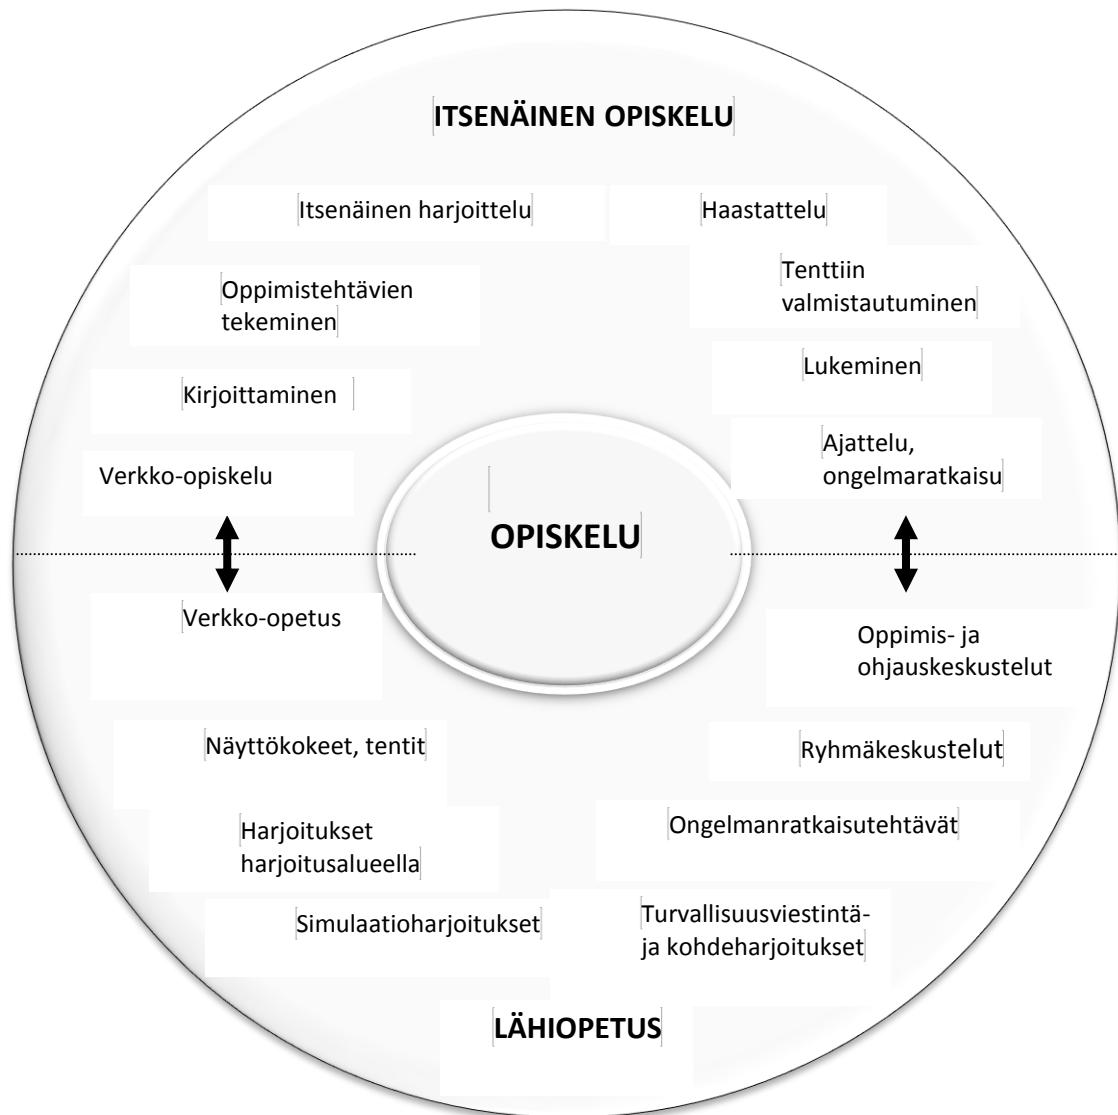 ITSENÄINEN OPISKELU
Itsenäinen harjoittelu
Haastattelu
Oppimistehtävien
tekeminen
Tenttiin
valmistautuminen
Kirjoittaminen
Lukeminen
Verkko-opiskelu
Ajattelu,
ongelmaratkaisu
OPISKELU
Verkko-opetus
Oppimis- ja
ohjauskeskustelut
Näyttökokeet, tentit
Ryhmäkeskustelut
Harjoitukset
harjoitusalueella
Ongelmanratkaisutehtävät
Simulaatioharjoitukset
Turvallisuusviestintä-
ja kohdeharjoitukset
LÄHIOPETUS